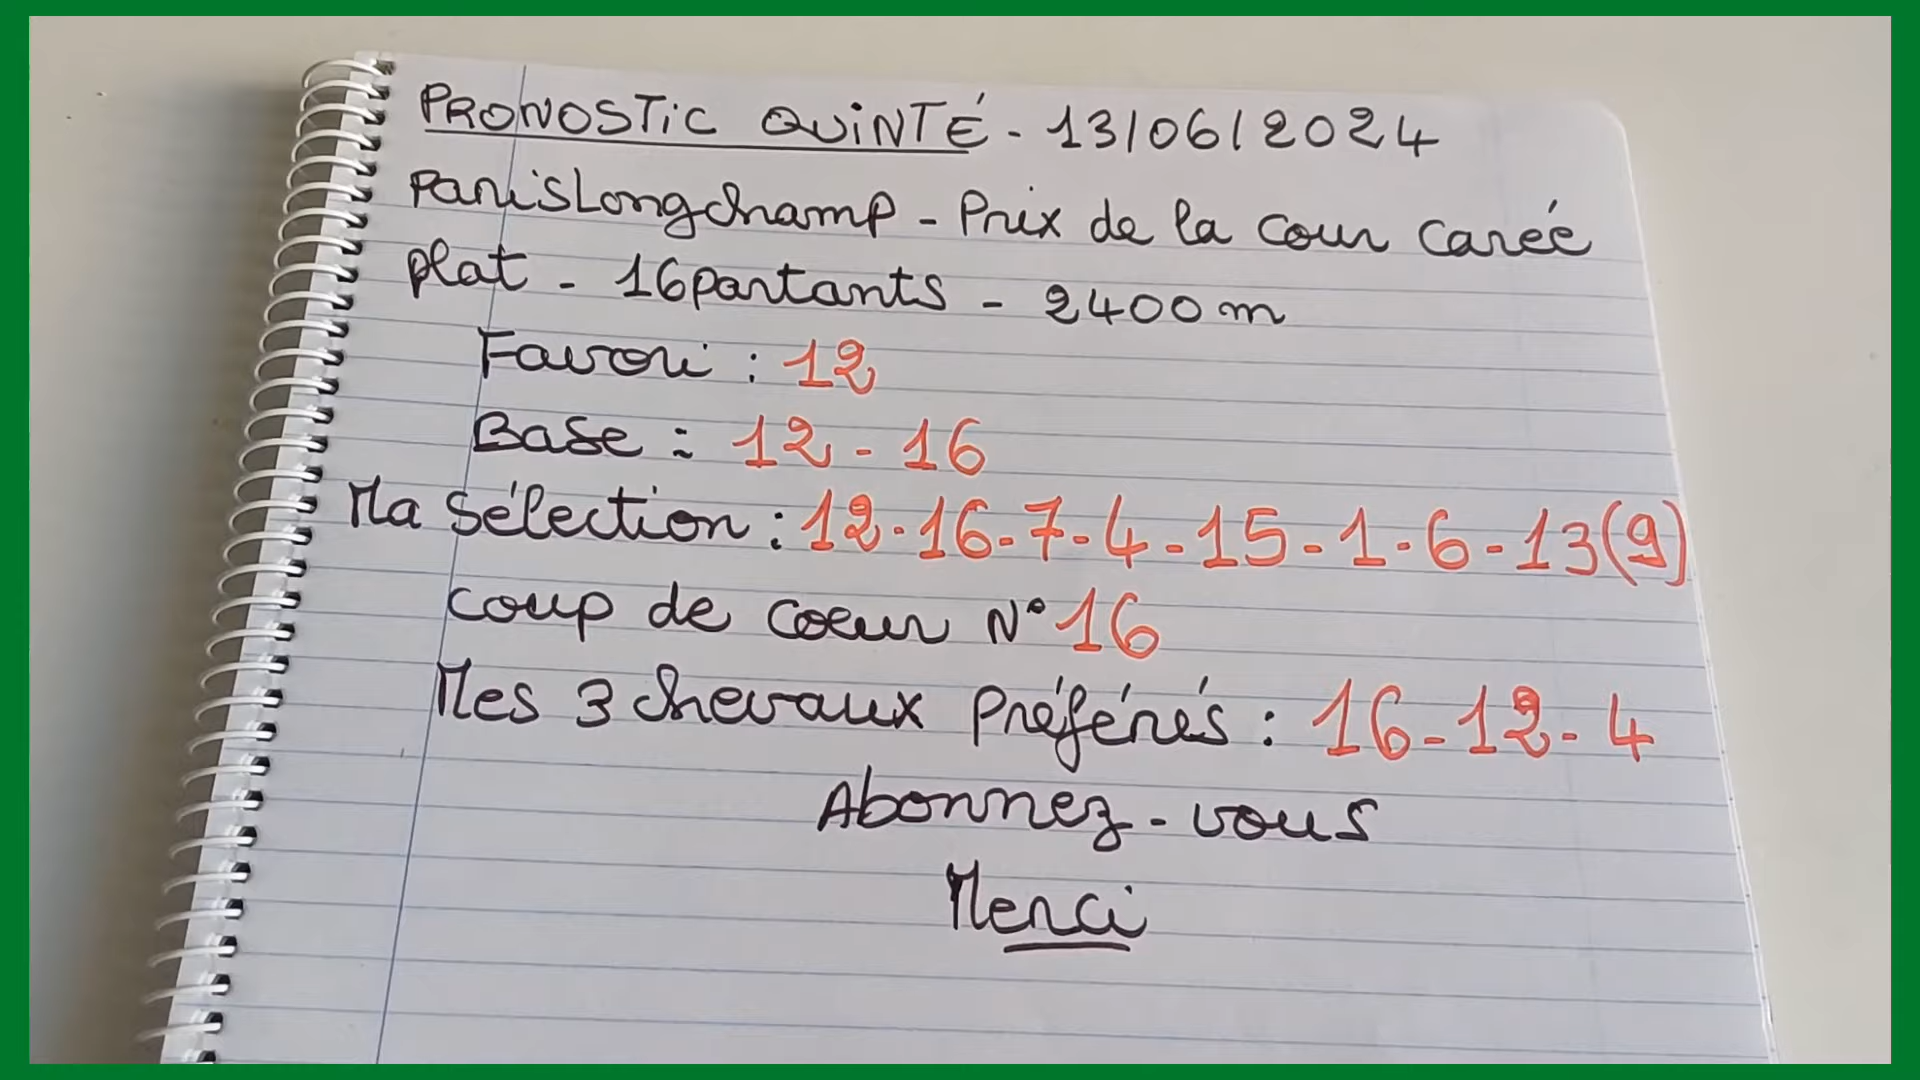 PRONOSTIC QUINTÉ - 13/06/2024
ParisLongchamp - Prix de la cour carée
plat - 16 partants - 2400 m
Favori : 12
Base : 12 - 16
Ma sélection : 12 - 16 - 7 - 4 - 15 - 1 - 6 - 13 (9)
coup de coeur N° 16
Mes 3 chevaux préférés : 16 - 12 - 4
Abonnez-vous
Merci